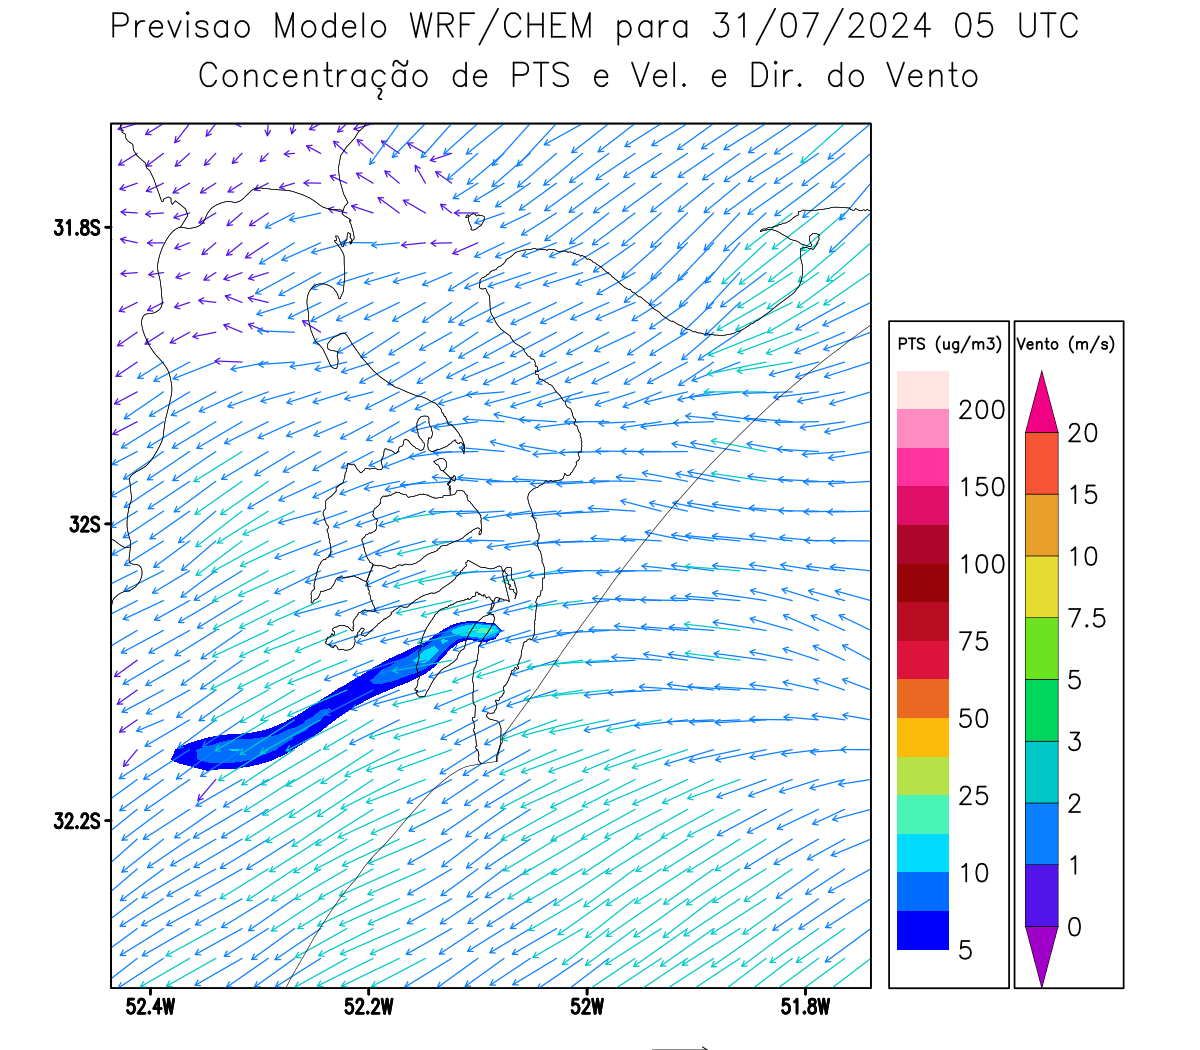 Previsao Modelo WRF/CHEM para 31/07/2024 05 UTC
Concentração de PTS e Vel. e Dir. do Vento
31.8S
32S
32.2S
52.4W 52.2W 52W 51.8W
PTS (ug/m3)
200
150
100
75
50
25
10
5
Vento (m/s)
20
15
10
7.5
5
3
2
1
0